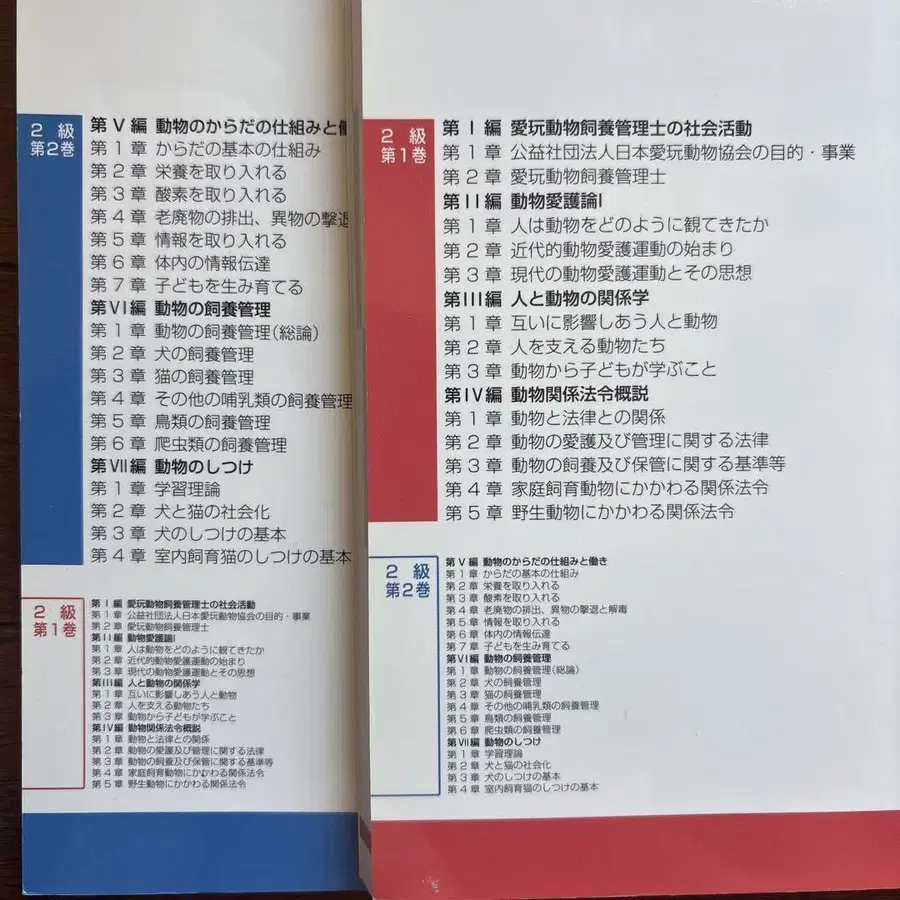 2級
第2巻
第V編 動物のからだの仕組みと働
第1章 からだの基本の仕組み
第2章 栄養を取り入れる
第3章 酸素を取り入れる
第4章 老廃物の排出、異物の撃退
第5章 情報を取り入れる
第6章 体内の情報伝達
第7章 子どもを生み育てる
第VI編 動物の飼養管理
第1章 動物の飼養管理(総論)
第2章 犬の飼養管理
第3章 猫の飼養管理
第4章 その他の哺乳類の飼養管理
第5章 鳥類の飼養管理
第6章 爬虫類の飼養管理
第VII編 動物のしつけ
第1章 学習理論
第2章 犬と猫の社会化
第3章 犬のしつけの基本
第4章 室内飼育猫のしつけの基本
2級
第1巻
第I編 愛玩動物飼養管理士の社会活動
第1章 公益社団法人日本愛玩動物協会の目的・事業
第2章 愛玩動物飼養管理士
第II編 動物愛護論I
第1章 人は動物をどのように観てきたか
第2章 近代的動物愛護運動の始まり
第3章 現代の動物愛護運動とその思想
第III編 人と動物の関係学
第1章 互いに影響しあう人と動物
第2章 人を支える動物たち
第3章 動物から子どもが学ぶこと
第IV編 動物関係法令概説
第1章 動物と法律との関係
第2章 動物の愛護及び管理に関する法律
第3章 動物の飼養及び保管に関する基準等
第4章 家庭飼育動物にかかわる関係法令
第5章 野生動物にかかわる関係法令
2級
第1巻
第I編 愛玩動物飼養管理士の社会活動
第1章 公益社団法人日本愛玩動物協会の目的・事業
第2章 愛玩動物飼養管理士
第II編 動物愛護論I
第1章 人は動物をどのように観てきたか
第2章 近代的動物愛護運動の始まり
第3章 現代の動物愛護運動とその思想
第III編 人と動物の関係学
第1章 互いに影響しあう人と動物
第2章 人を支える動物たち
第3章 動物から子どもが学ぶこと
第IV編 動物関係法令概説
第1章 動物と法律との関係
第2章 動物の愛護及び管理に関する法律
第3章 動物の飼養及び保管に関する基準等
第4章 家庭飼育動物にかかわる関係法令
第5章 野生動物にかかわる関係法令
2級
第2巻
第V編 動物のからだの仕組みと働き
第1章 からだの基本の仕組み
第2章 栄養を取り入れる
第3章 酸素を取り入れる
第4章 老廃物の排出、異物の撃退と解毒
第5章 情報を取り入れる
第6章 体内の情報伝達
第7章 子どもを生み育てる
第VI編 動物の飼養管理
第1章 動物の飼養管理(総論)
第2章 犬の飼養管理
第3章 猫の飼養管理
第4章 その他の哺乳類の飼養管理
第5章 鳥類の飼養管理
第6章 爬虫類の飼養管理
第VII編 動物のしつけ
第1章 学習理論
第2章 犬と猫の社会化
第3章 犬のしつけの基本
第4章 室内飼育猫のしつけの基本